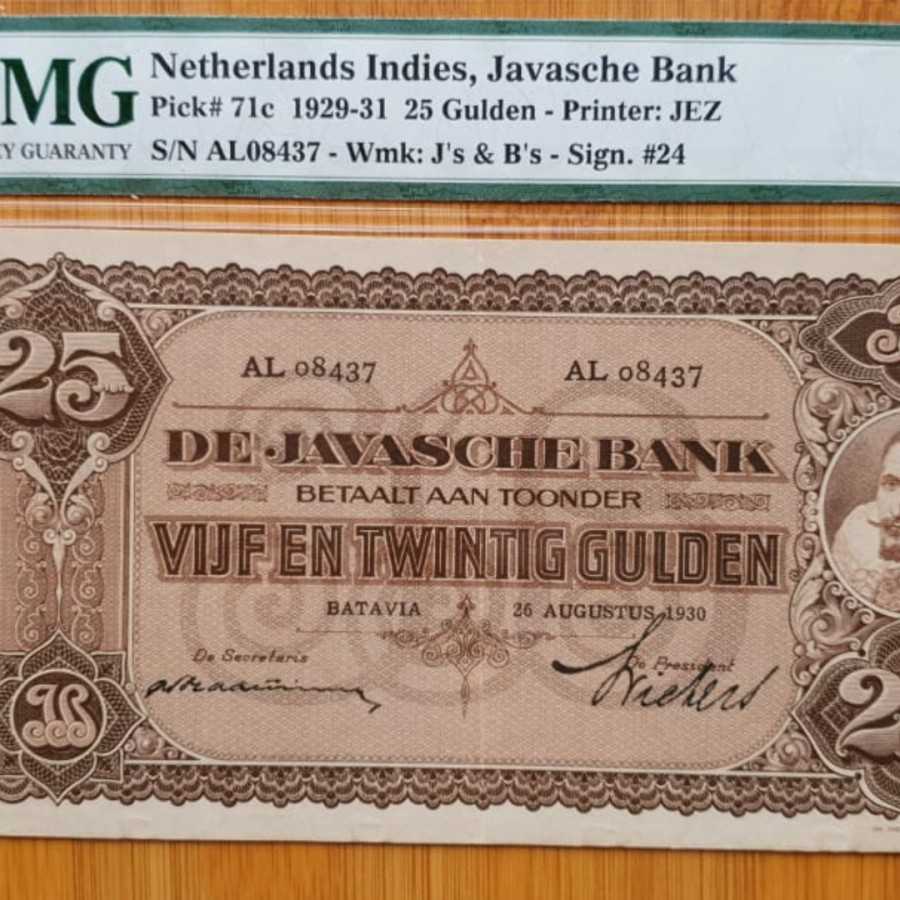 MG
Netherlands Indies, Javasche Bank
Pick# 71c 1929-31 25 Gulden - Printer: JEZ
Y GUARANTY
S/N AL08437 - Wmk: J's & B's - Sign. #24
25
AL 08437 AL 08437
DE JAVASCHE BANK
BETAALT AAN TOONDER
VIJF EN TWINTIG GULDEN
BATAVIA 26 AUGUSTUS 1930
De Secretaris De President
JB
2